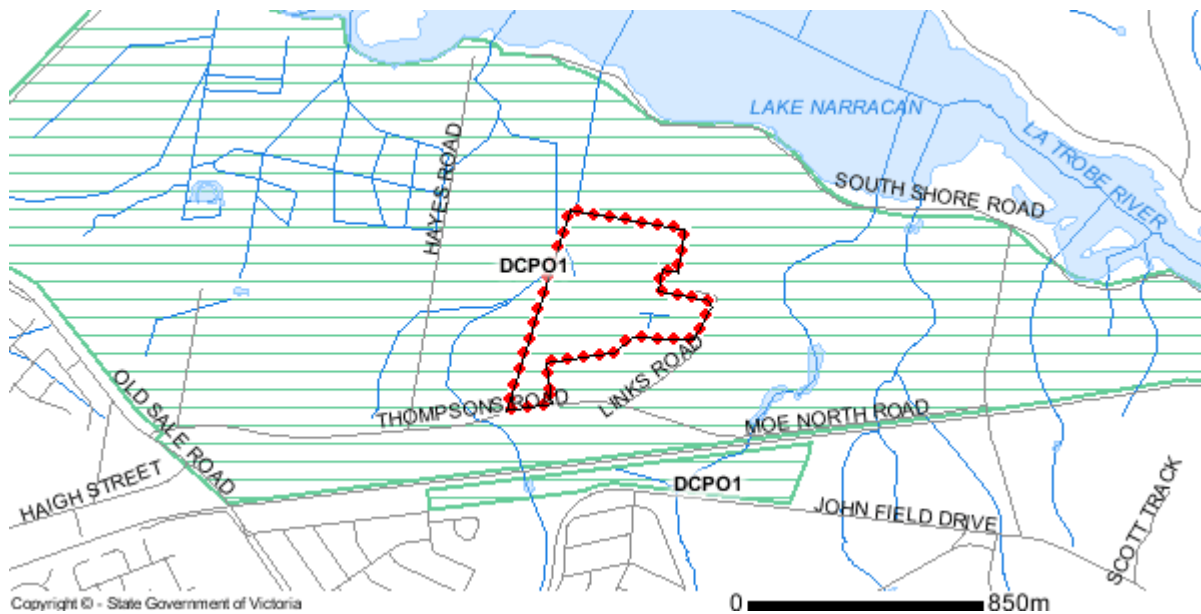 LAKE NARRACAN
LA TROBE RIVER
SOUTH SHORE ROAD
HAYES ROAD
DCPO1
LINKS ROAD
THOMPSONS ROAD
OLD SALE ROAD
MOE NORTH ROAD
HAIGH STREET
DCPO1
JOHN FIELD DRIVE
SCOTT TRACK
Copyright © - State Government of Victoria
0 850m